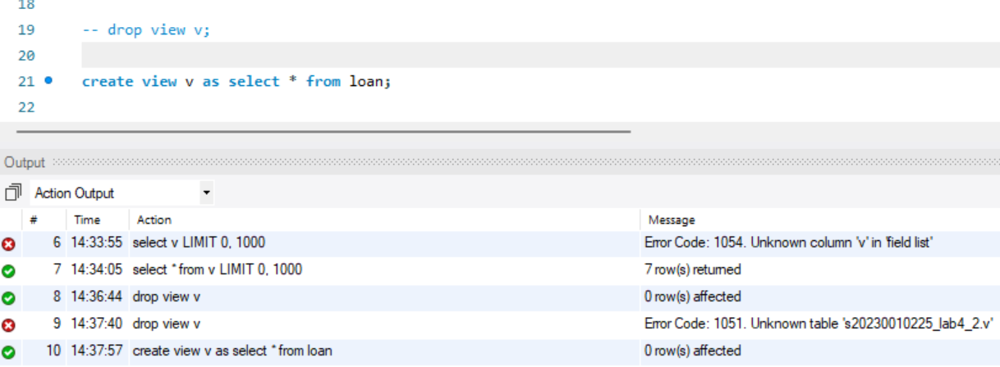 18
19 -- drop view v;
20
21 create view v as select * from loan;
22
Output
Action Output
# Time Action Message
6 14:33:55 select v LIMIT 0, 1000 Error Code: 1054. Unknown column 'v' in 'field list'
7 14:34:05 select * from v LIMIT 0, 1000 7 row(s) returned
8 14:36:44 drop view v 0 row(s) affected
9 14:37:40 drop view v Error Code: 1051. Unknown table 's20230010225_lab4_2.v'
10 14:37:57 create view v as select * from loan 0 row(s) affected